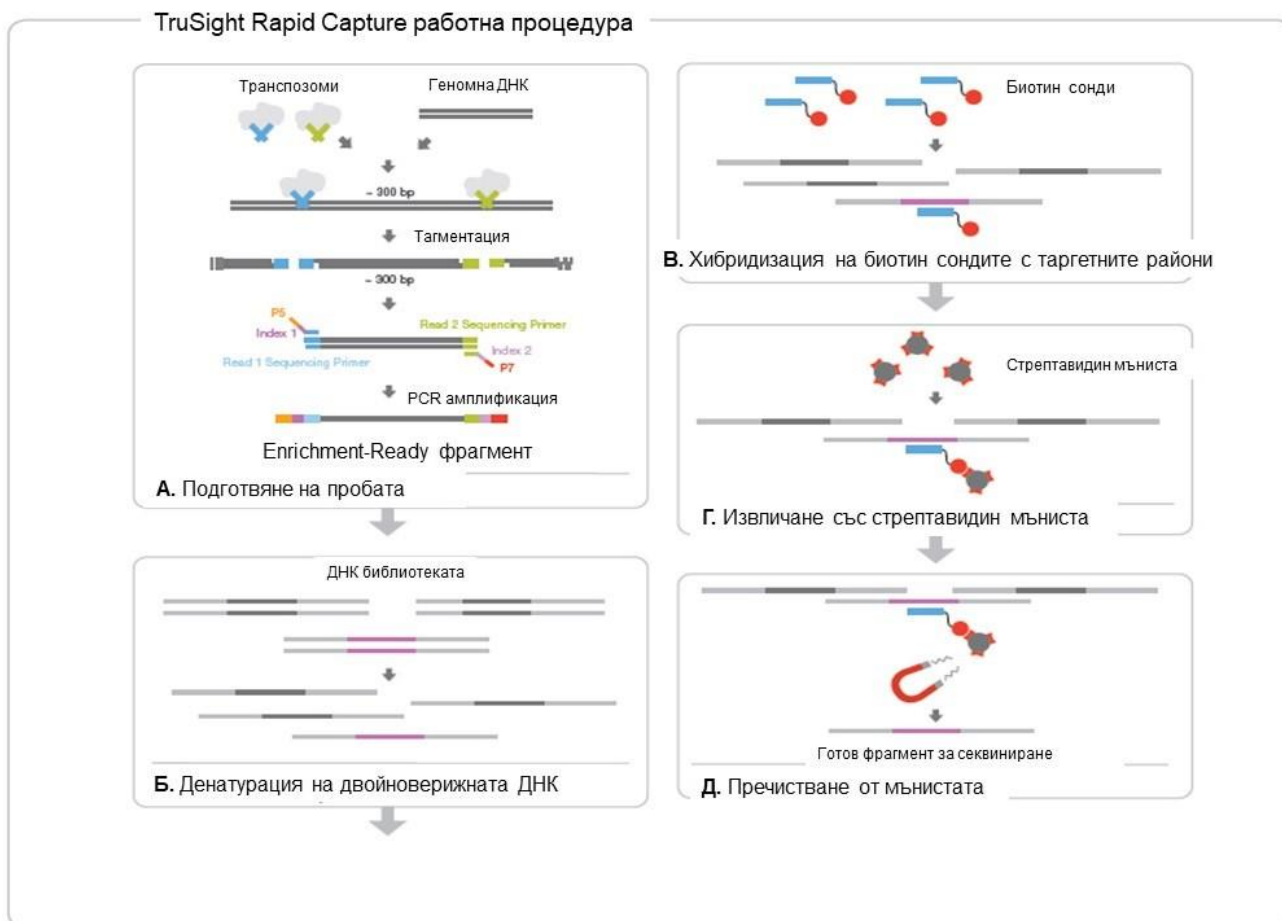 TruSight Rapid Capture работна процедура
Транспозоми
Геномна ДНК
~ 300 bp
Тагментация
~ 300 bp
P5
Index 1
Read 2 Sequencing Primer
Read 1 Sequencing Primer
Index 2
P7
PCR амплификация
Enrichment-Ready фрагмент
А. Подготвяне на пробата
ДНК библиотеката
Б. Денатурация на двойноверижната ДНК
Биотин сонди
В. Хибридизация на биотин сондите с таргетните райони
Стрептавидин мъниста
Г. Извличане със стрептавидин мъниста
Готов фрагмент за секвиниране
Д. Пречистване от мънистата